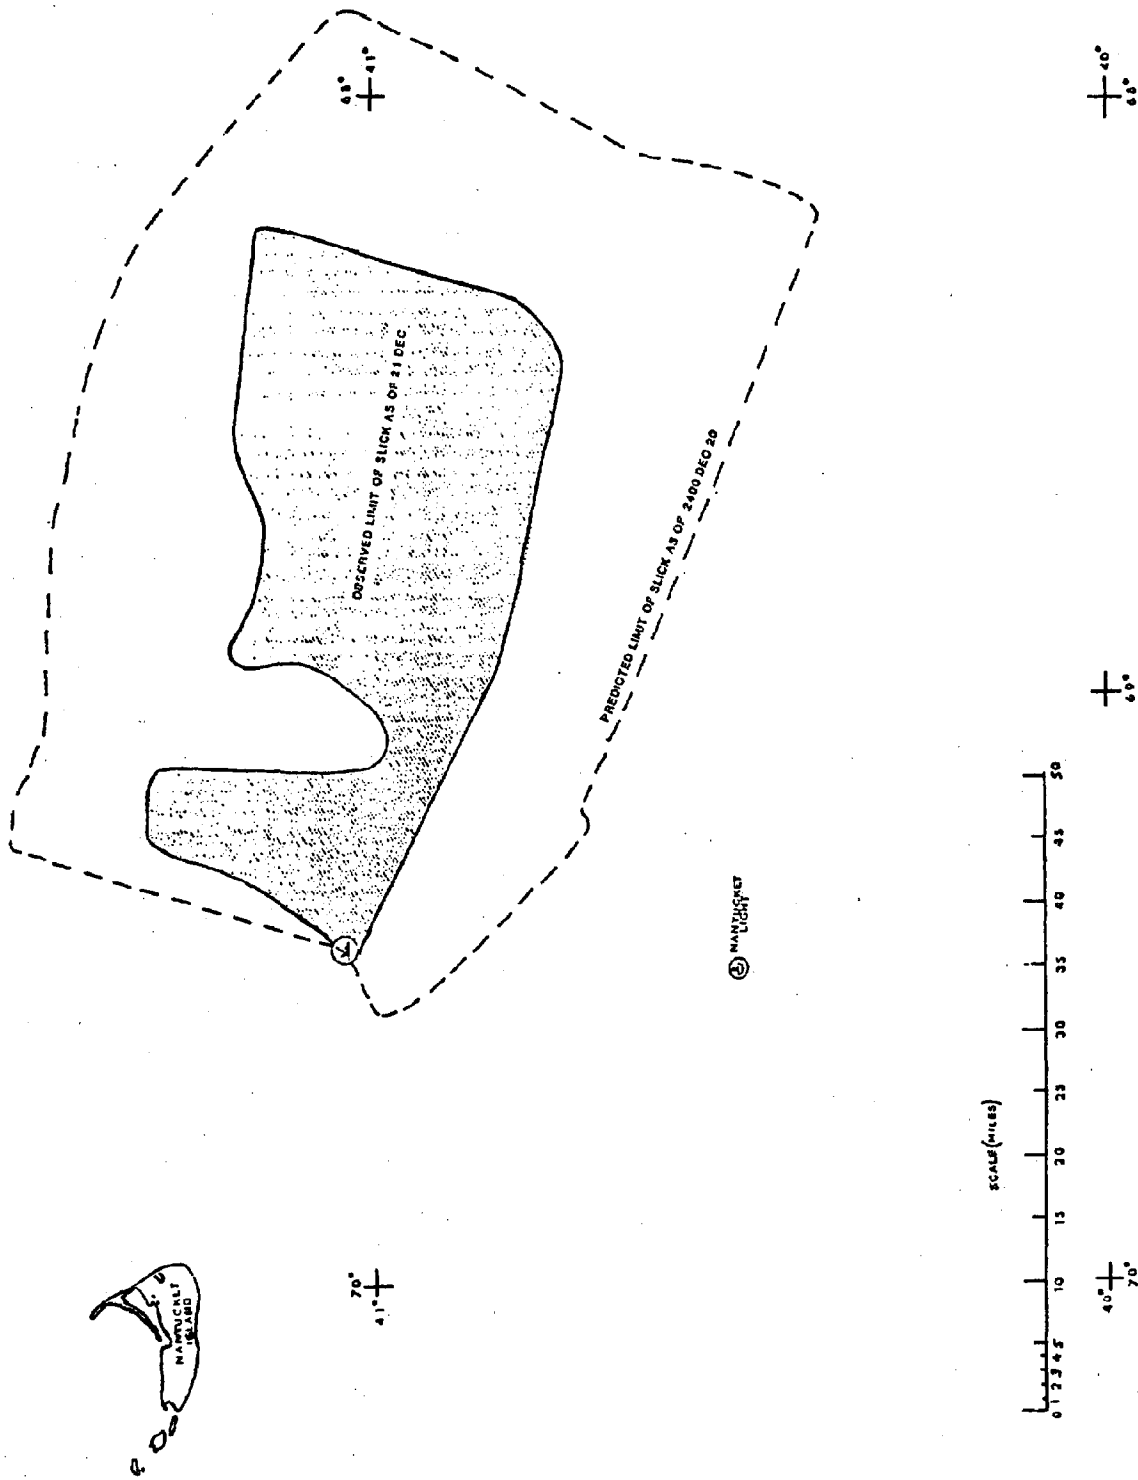 NANTUCKET
ISLAND
70°
41°
68°
41°
OBSERVED LIMIT OF SLICK AS OF 21 DEC
PREDICTED LIMIT OF SLICK AS OF 2400 DEC 20
NANTUCKET
LIGHT
SCALE (MILES)
0 1 2 3 4 5 10 15 20 25 30 35 40 45 50
40°
70°
69°
40°
68°